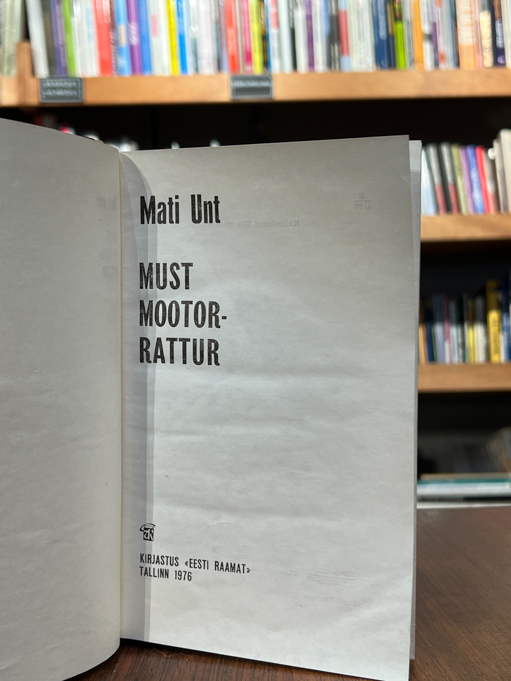 Mati Unt
MUST
MOOTOR-
RATTUR
KIRJASTUS «EESTI RAAMAT»
TALLINN 1976